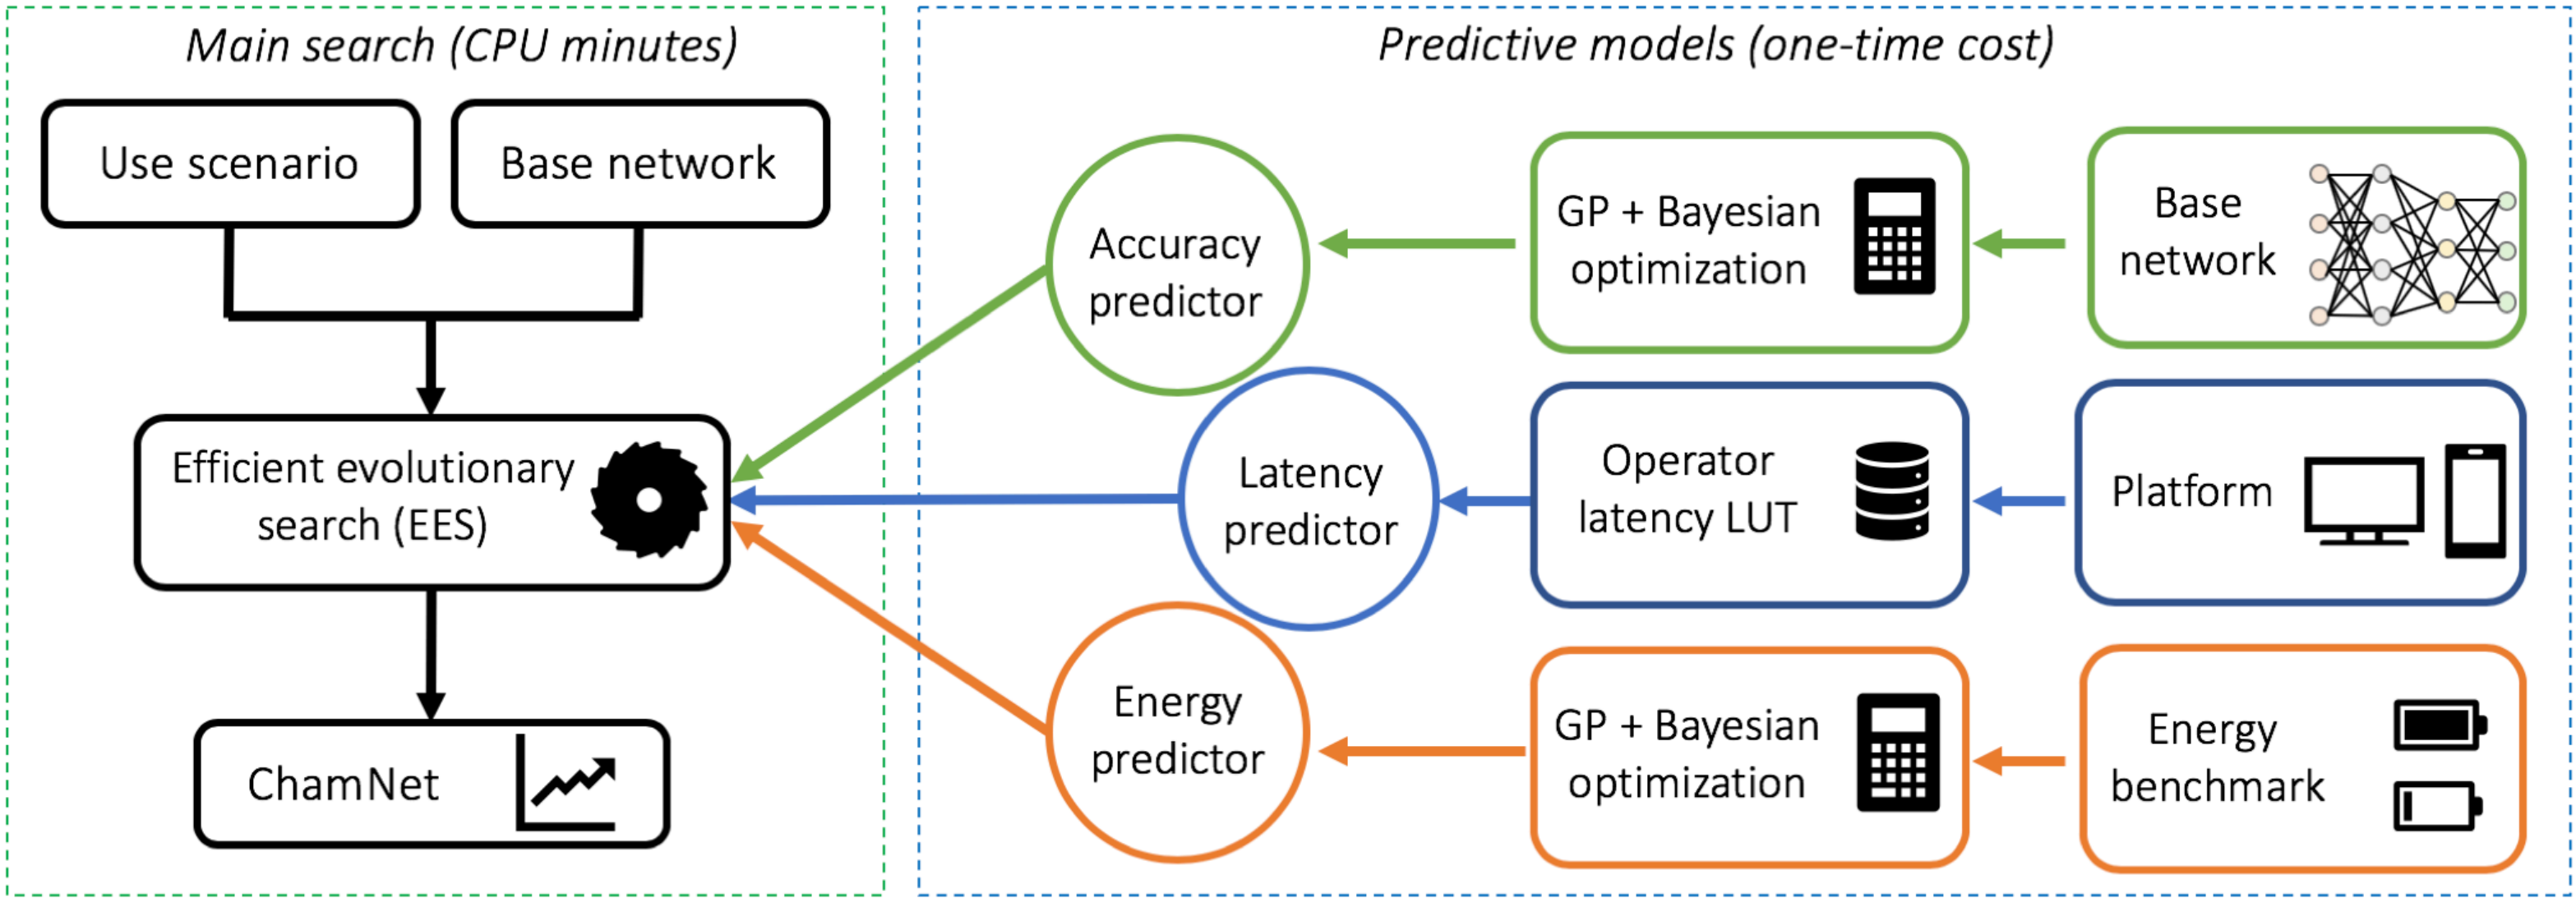 Main search (CPU minutes)
Use scenario
Base network
Efficient evolutionary
search (EES)
ChamNet
Predictive models (one-time cost)
Accuracy
predictor
GP + Bayesian
optimization
Base
network
Latency
predictor
Operator
latency LUT
Platform
Energy
predictor
GP + Bayesian
optimization
Energy
benchmark